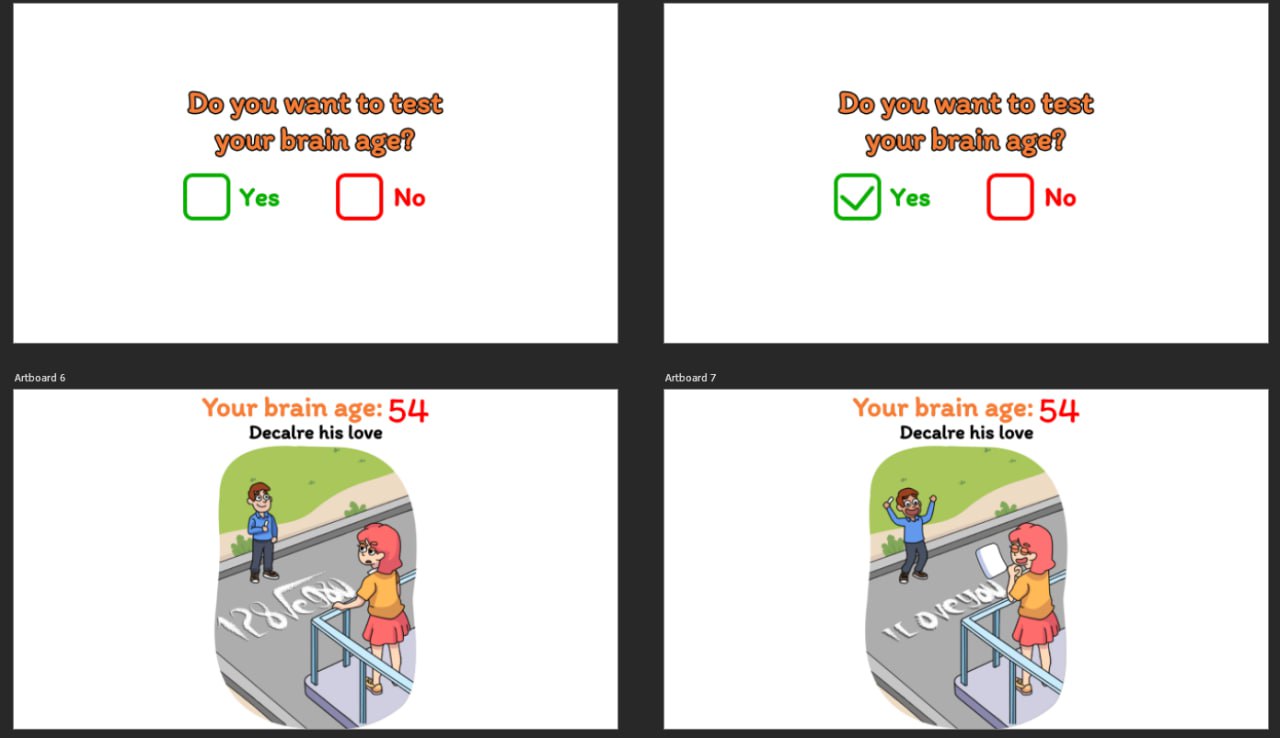 Do you want to test
your brain age?
Yes No
Do you want to test
your brain age?
Yes No
Artboard 6
Your brain age: 54
Decalre his love
128√e980
Artboard 7
Your brain age: 54
Decalre his love
I Love you